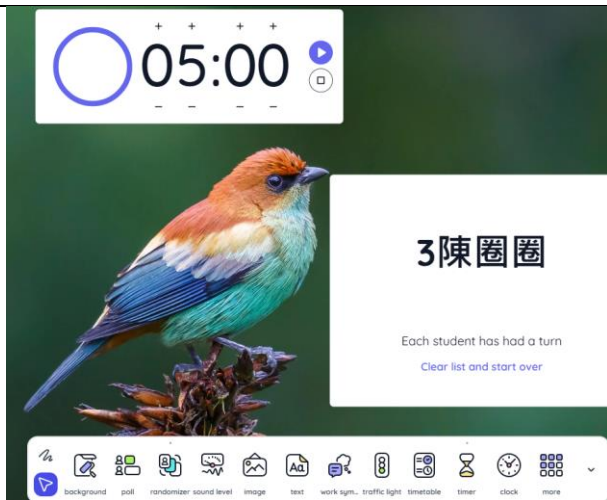 + + + +
05:00
– – – –
3陳圈圈
Each student has had a turn
Clear list and start over
background poll randomizer sound level image text work sym... traffic light timetable timer clock more
Aa